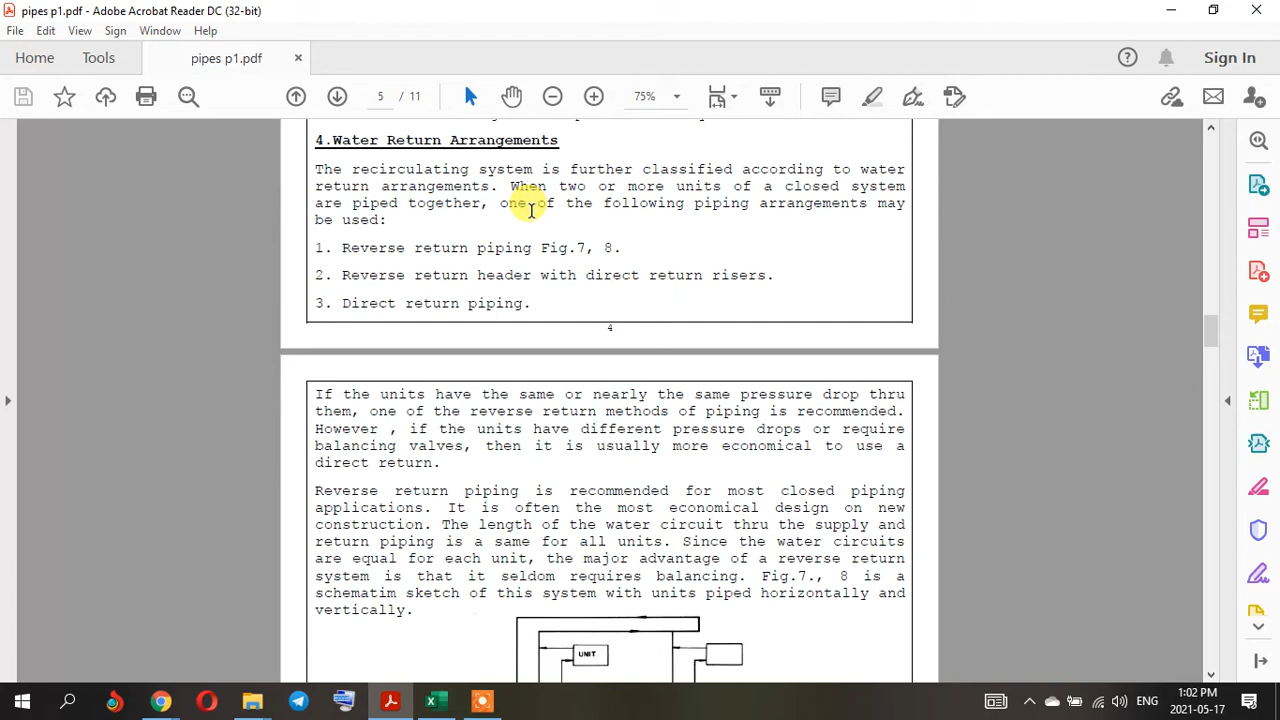 pipes p1.pdf - Adobe Acrobat Reader DC (32-bit)
File Edit View Sign Window Help
Home Tools pipes p1.pdf Sign In
5 / 11 75%
4.Water Return Arrangements
The recirculating system is further classified according to water
return arrangements. When two or more units of a closed system
are piped together, one of the following piping arrangements may
be used:
1. Reverse return piping Fig.7, 8.
2. Reverse return header with direct return risers.
3. Direct return piping.
4
If the units have the same or nearly the same pressure drop thru
them, one of the reverse return methods of piping is recommended.
However , if the units have different pressure drops or require
balancing valves, then it is usually more economical to use a
direct return.
Reverse return piping is recommended for most closed piping
applications. It is often the most economical design on new
construction. The length of the water circuit thru the supply and
return piping is a same for all units. Since the water circuits
are equal for each unit, the major advantage of a reverse return
system is that it seldom requires balancing. Fig.7., 8 is a
schematim sketch of this system with units piped horizontally and
vertically.
UNIT
ENG
1:02 PM
2021-05-17